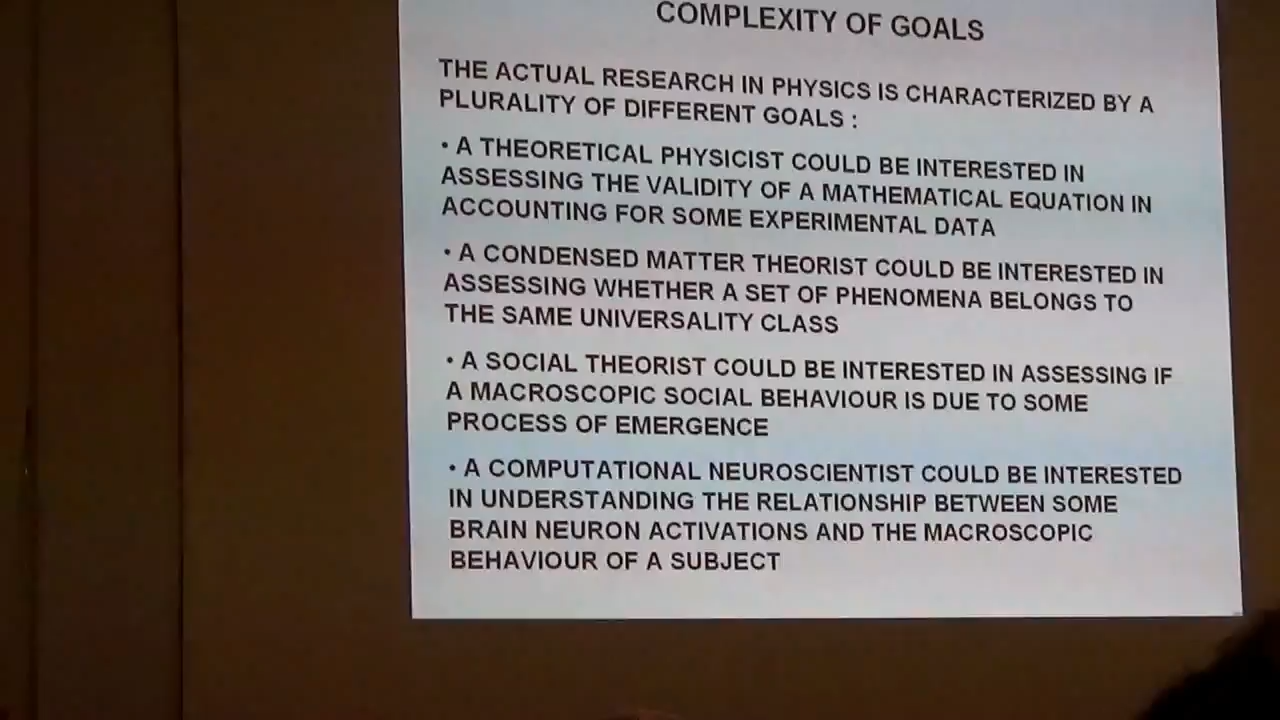 COMPLEXITY OF GOALS
THE ACTUAL RESEARCH IN PHYSICS IS CHARACTERIZED BY A
PLURALITY OF DIFFERENT GOALS :
• A THEORETICAL PHYSICIST COULD BE INTERESTED IN
ASSESSING THE VALIDITY OF A MATHEMATICAL EQUATION IN
ACCOUNTING FOR SOME EXPERIMENTAL DATA
• A CONDENSED MATTER THEORIST COULD BE INTERESTED IN
ASSESSING WHETHER A SET OF PHENOMENA BELONGS TO
THE SAME UNIVERSALITY CLASS
• A SOCIAL THEORIST COULD BE INTERESTED IN ASSESSING IF
A MACROSCOPIC SOCIAL BEHAVIOUR IS DUE TO SOME
PROCESS OF EMERGENCE
• A COMPUTATIONAL NEUROSCIENTIST COULD BE INTERESTED
IN UNDERSTANDING THE RELATIONSHIP BETWEEN SOME
BRAIN NEURON ACTIVATIONS AND THE MACROSCOPIC
BEHAVIOUR OF A SUBJECT